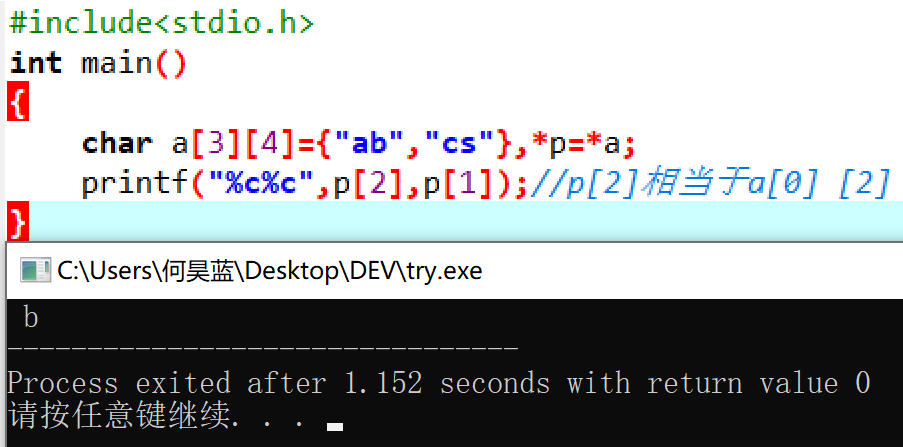 #include<stdio.h>
int main()
{
    char a[3][4]={"ab","cs"},*p=*a;
    printf("%c%c",p[2],p[1]);//p[2]相当于a[0] [2]
}
C:\Users\何昊蓝\Desktop\DEV\try.exe
 b
--------------------------------
Process exited after 1.152 seconds with return value 0
请按任意键继续. . .